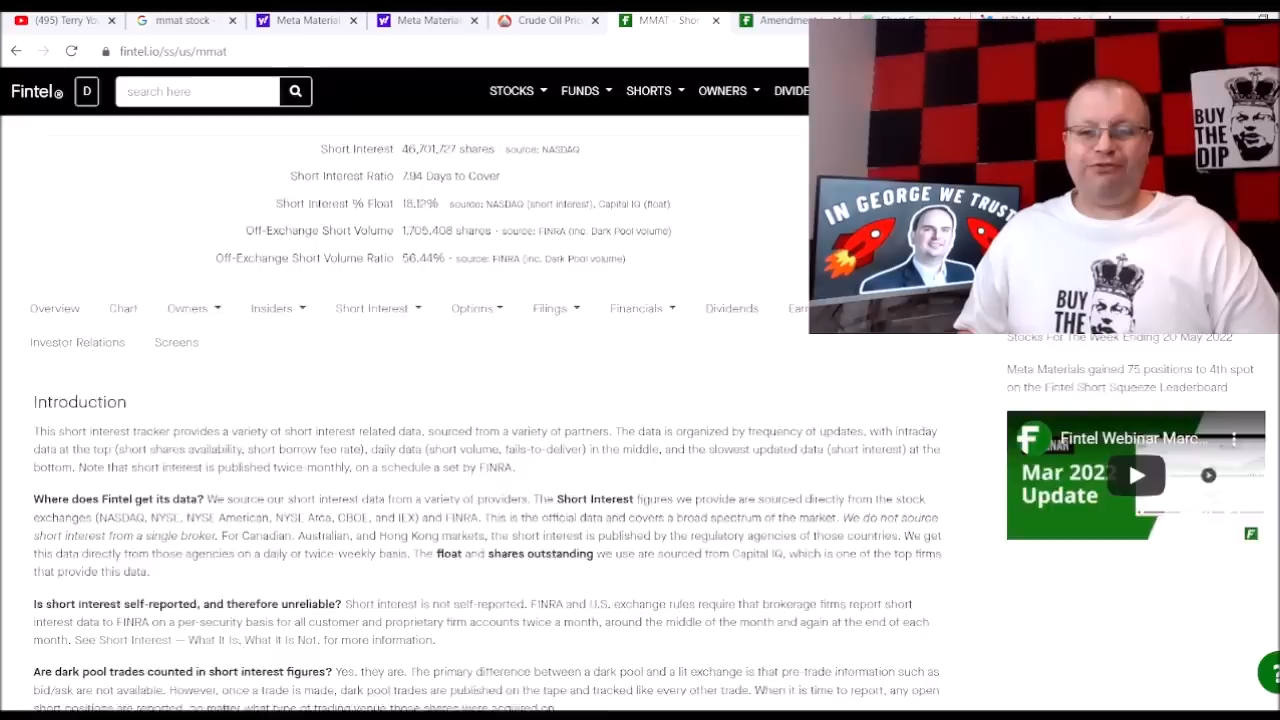 (495) Terry Yo
mmat stock -
Meta Material
Meta Material
Crude Oil Pric
MMAT - Shor
Amendment
fintel.io/ss/us/mmat
Fintel® D search here STOCKS FUNDS SHORTS OWNERS DIVIDE
Short Interest 46,701,727 shares - source: NASDAQ
Short Interest Ratio 7.94 Days to Cover
Short Interest % Float 18.12% source: NASDAQ (short interest), Capital IQ (float)
Off-Exchange Short Volume 1,705,408 shares - source: FINRA (inc. Dark Pool volume)
Off-Exchange Short Volume Ratio 56.44% - source: FINRA (inc. Dark Pool volume)
Overview Chart Owners Insiders Short Interest Options Filings Financials Dividends Earn
Investor Relations Screens
BUY
THE
DIP
IN GEORGE WE TRUST
BUY
THE
Stocks For The Week Ending 20 May 2022
Meta Materials gained 75 positions to 4th spot
on the Fintel Short Squeeze Leaderboard
Fintel Webinar Marc...
Mar 2022
Update
Introduction
This short interest tracker provides a variety of short interest related data, sourced from a variety of partners. The data is organized by frequency of updates, with intraday
data at the top (short shares availability, short borrow fee rate), daily data (short volume, fails-to-deliver) in the middle, and the slowest updated data (short interest) at the
bottom. Note that short interest is published twice-monthly, on a schedule a set by FINRA.
Where does Fintel get its data? We source our short interest data from a variety of providers. The Short Interest figures we provide are sourced directly from the stock
exchanges (NASDAQ, NYSE, NYSE American, NYSE Arca, CBOE, and IEX) and FINRA. This is the official data and covers a broad spectrum of the market. We do not source
short interest from a single broker. For Canadian, Australian, and Hong Kong markets, the short interest is published by the regulatory agencies of those countries. We get
this data directly from those agencies on a daily or twice-weekly basis. The float and shares outstanding we use are sourced from Capital IQ, which is one of the top firms
that provide this data.
Is short interest self-reported, and therefore unreliable? Short interest is not self-reported. FINRA and U.S. exchange rules require that brokerage firms report short
interest data to FINRA on a per-security basis for all customer and proprietary firm accounts twice a month, around the middle of the month and again at the end of each
month. See Short Interest — What It Is, What It Is Not. for more information.
Are dark pool trades counted in short interest figures? Yes, they are. The primary difference between a dark pool and a lit exchange is that pre-trade information such as
bid/ask are not available. However, once a trade is made, dark pool trades are published on the tape and tracked like every other trade. When it is time to report, any open
short positions are reported, no matter what type of trading venue those shares were acquired on.